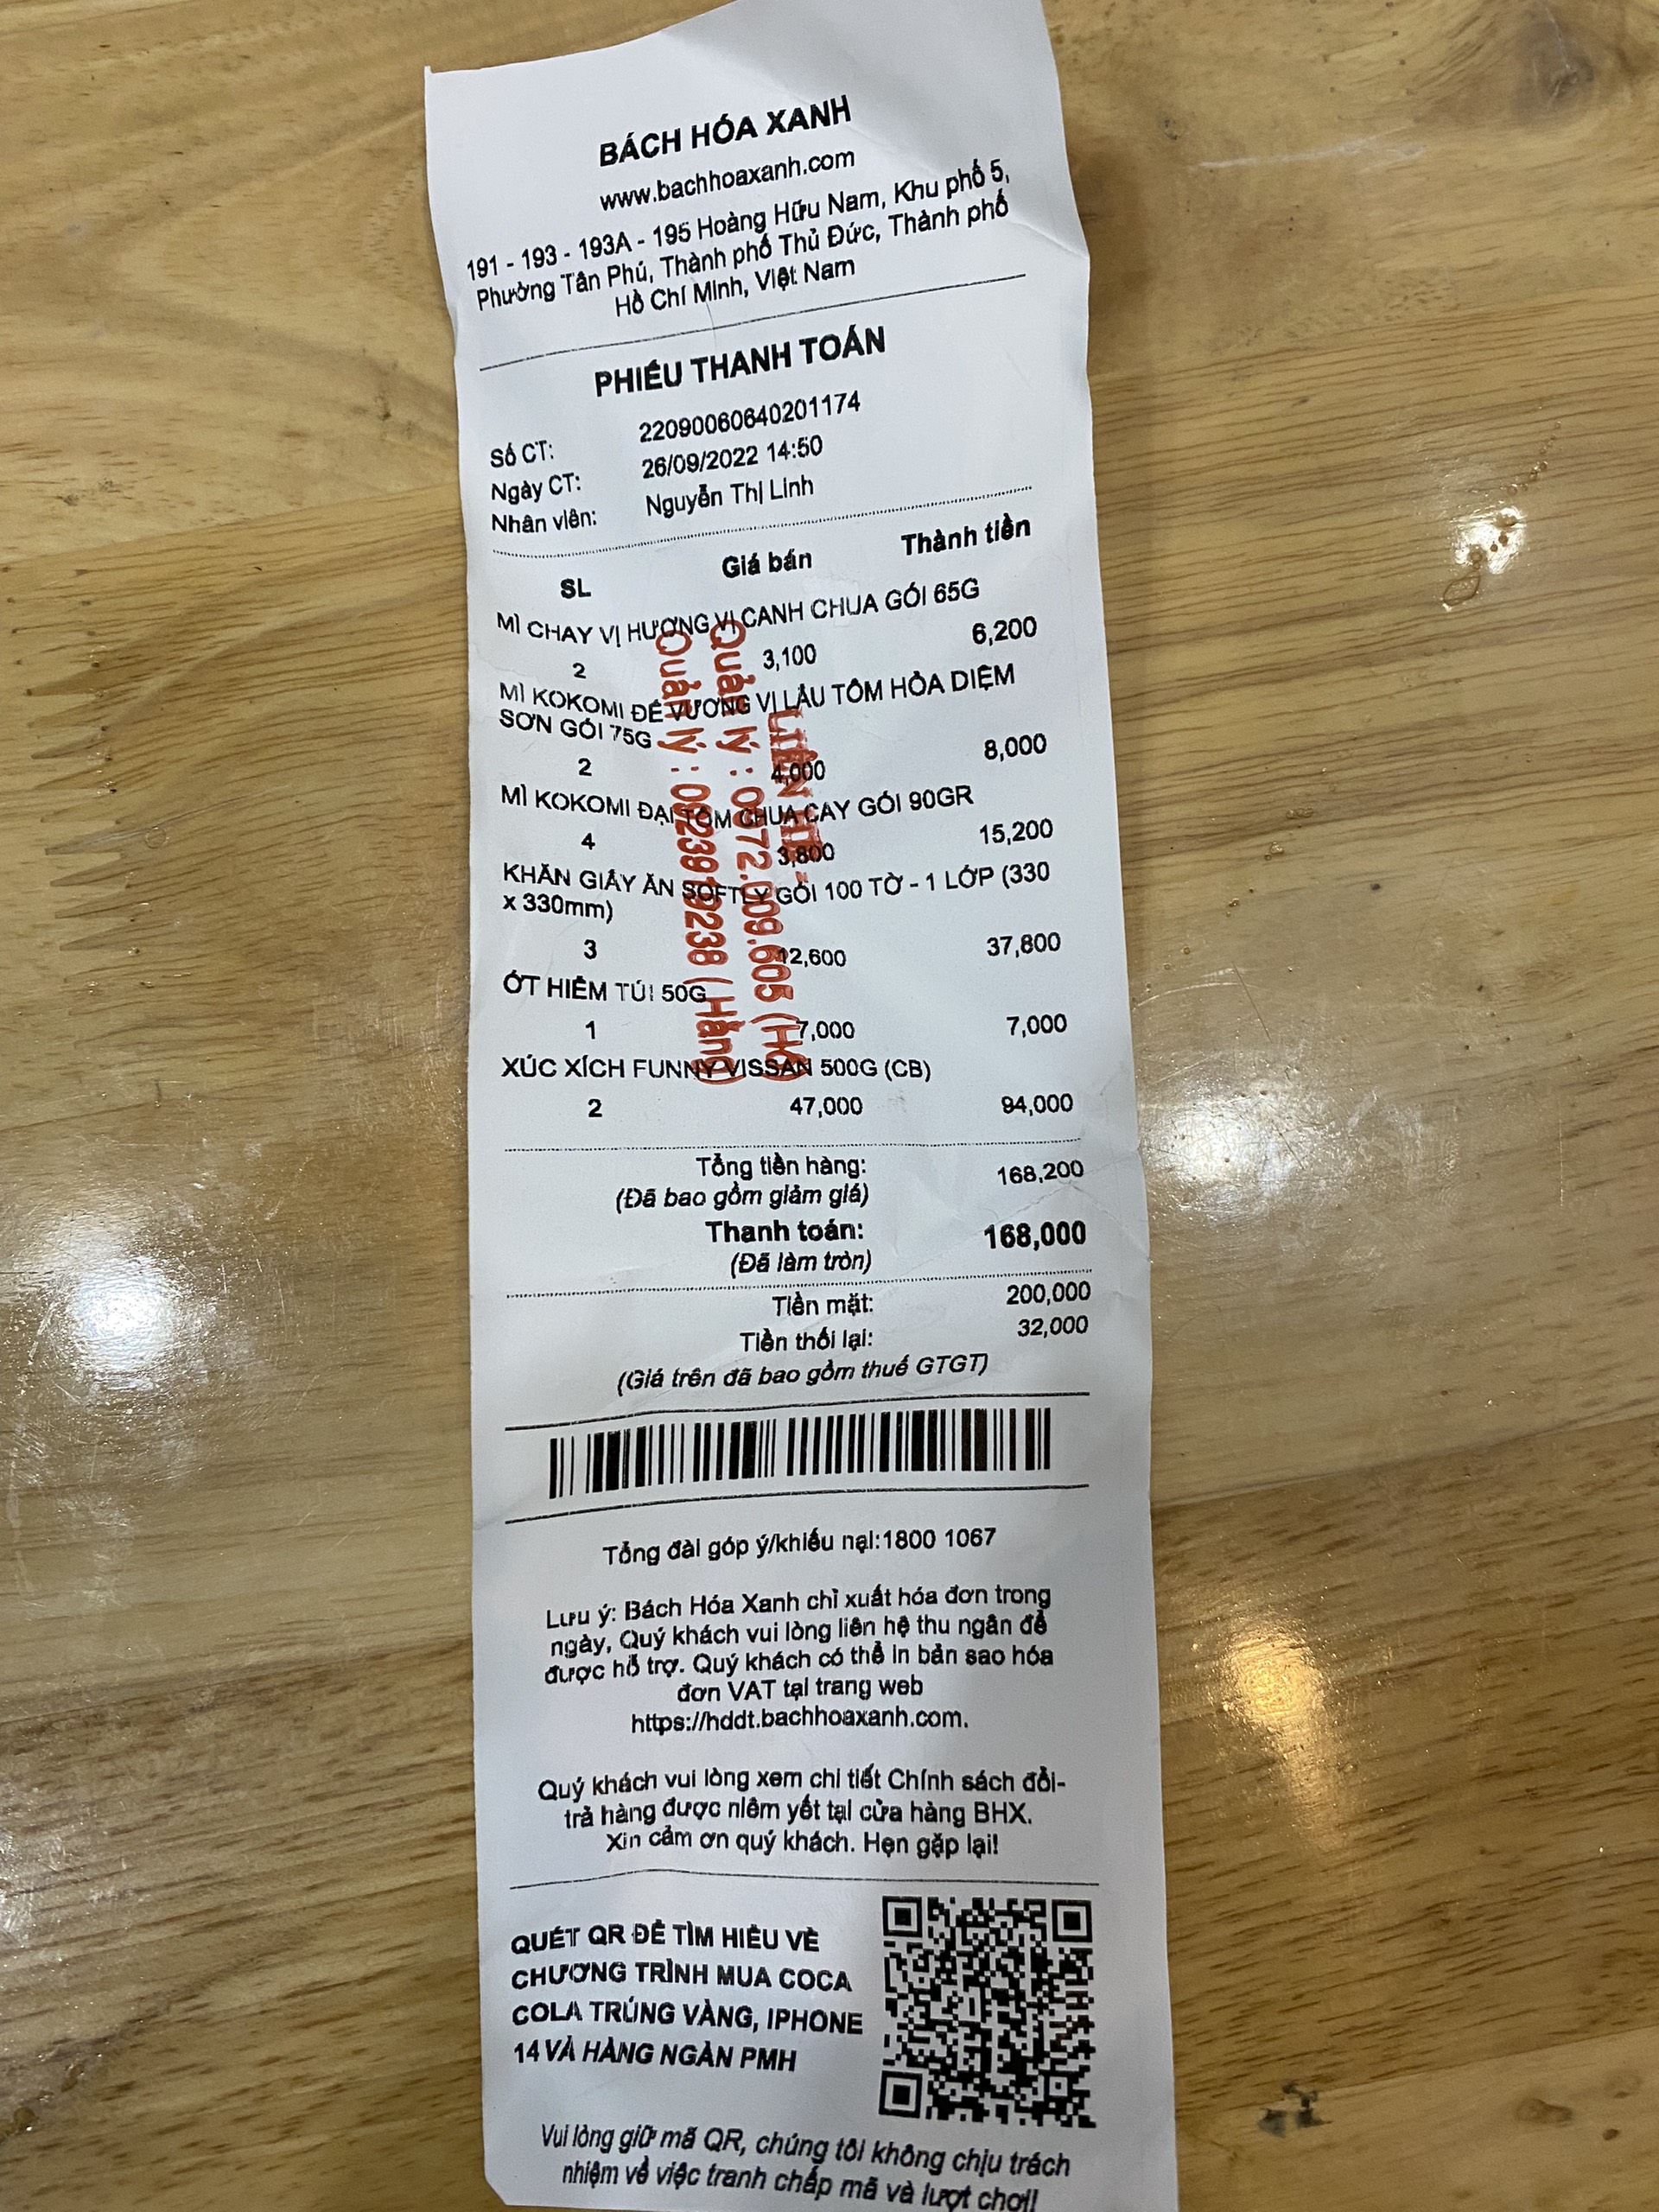 BÁCH HÓA XANH
www.bachhoaxanh.com
191 - 193 - 193A - 195 Hoàng Hữu Nam, Khu phố 5,
Phường Tân Phú, Thành phố Thủ Đức, Thành phố
Hồ Chí Minh, Việt Nam
PHIẾU THANH TOÁN
Số CT: 22090060640201174
Ngày CT: 26/09/2022 14:50
Nhân viên: Nguyễn Thị Linh
SL Giá bán Thành tiền
MÌ CHAY VỊ HƯƠNG VỊ CANH CHUA GÓI 65G
2 3,100 6,200
MÌ KOKOMI ĐẾ VƯƠNG VỊ LẨU TÔM HỎA DIỆM
SƠN GÓI 75G
2 4,000 8,000
MÌ KOKOMI ĐẠI TÔM CHUA CAY GÓI 90GR
4 3,800 15,200
KHĂN GIẤY ĂN SOFTLY GÓI 100 TỜ - 1 LỚP (330
x 330mm)
3 12,600 37,800
ỚT HIỂM TÚI 50G
1 7,000 7,000
XÚC XÍCH FUNNY VISSAN 500G (CB)
2 47,000 94,000
LIÊN HỆ
Quản lý : 0972.009.605 (Hà
Quản lý : 0823919238 (Hằng)
Tổng tiền hàng: 168,200
(Đã bao gồm giảm giá)
Thanh toán: 168,000
(Đã làm tròn)
Tiền mặt: 200,000
Tiền thối lại: 32,000
(Giá trên đã bao gồm thuế GTGT)
Tổng đài góp ý/khiếu nại:1800 1067
Lưu ý: Bách Hóa Xanh chỉ xuất hóa đơn trong
ngày, Quý khách vui lòng liên hệ thu ngân để
được hỗ trợ. Quý khách có thể in bản sao hóa
đơn VAT tại trang web
https://hddt.bachhoaxanh.com.
Quý khách vui lòng xem chi tiết Chính sách đổi-
trả hàng được niêm yết tại cửa hàng BHX.
Xin cảm ơn quý khách. Hẹn gặp lại!
QUÉT QR ĐỂ TÌM HIỂU VỀ
CHƯƠNG TRÌNH MUA COCA
COLA TRÚNG VÀNG, IPHONE
14 VÀ HÀNG NGÀN PMH
Vui lòng giữ mã QR, chúng tôi không chịu trách
nhiệm về việc tranh chấp mã và lượt chơi!